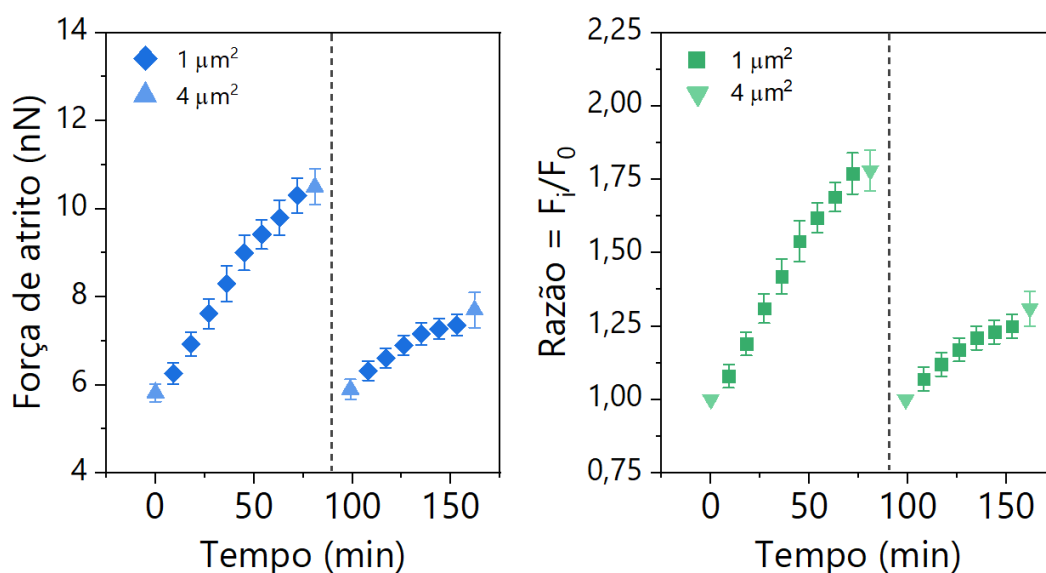 14
12
10
8
6
4
Força de atrito (nN)
1 μm²
4 μm²
0
50
100
150
Tempo (min)
2,25
2,00
1,75
1,50
1,25
1,00
0,75
Razão = Fᵢ/F₀
1 μm²
4 μm²
0
50
100
150
Tempo (min)